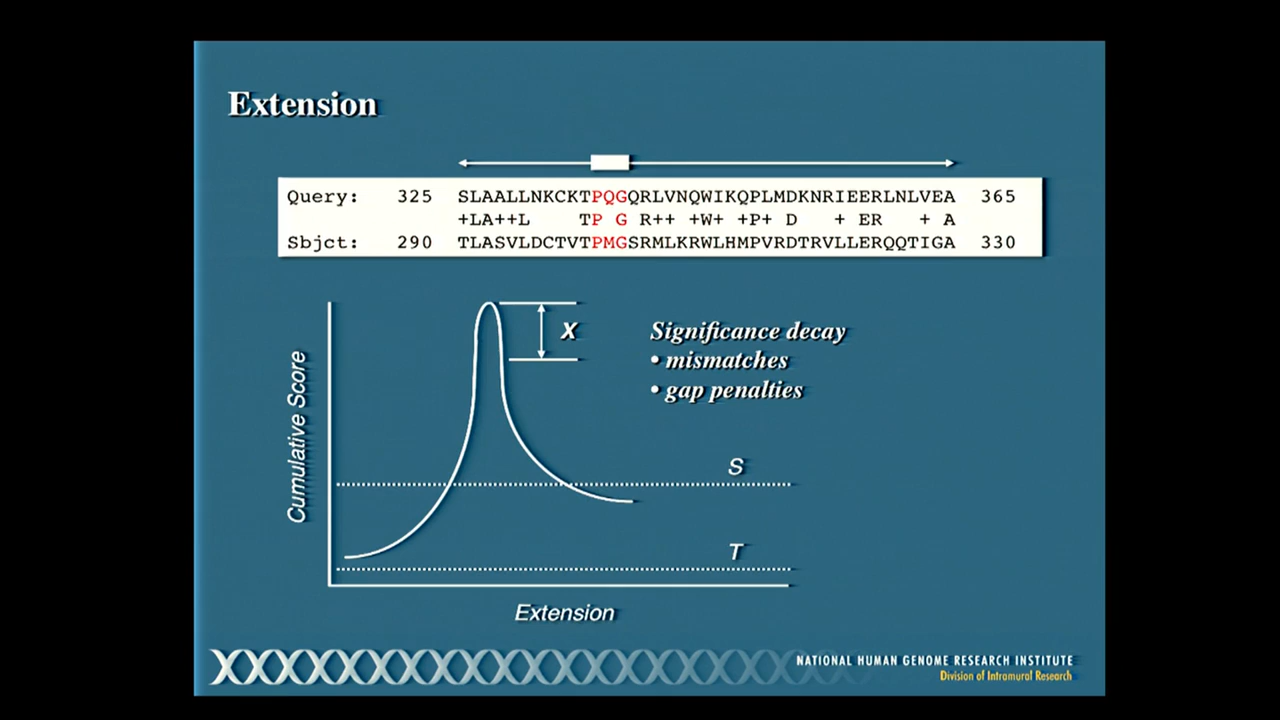 Extension
Query: 325 SLAALLNKCKTPQGQRLVNQWIKQPLMDKNRIEERLNLVEA 365
+LA++L TP G R++ +W+ +P+ D + ER + A
Sbjct: 290 TLASVLDCTVTPMGSRMLKRWLHMPVRDTRVLLERQQTIGA 330
X
Significance decay
• mismatches
• gap penalties
Cumulative Score
S
T
Extension
NATIONAL HUMAN GENOME RESEARCH INSTITUTE
Division of Intramural Research